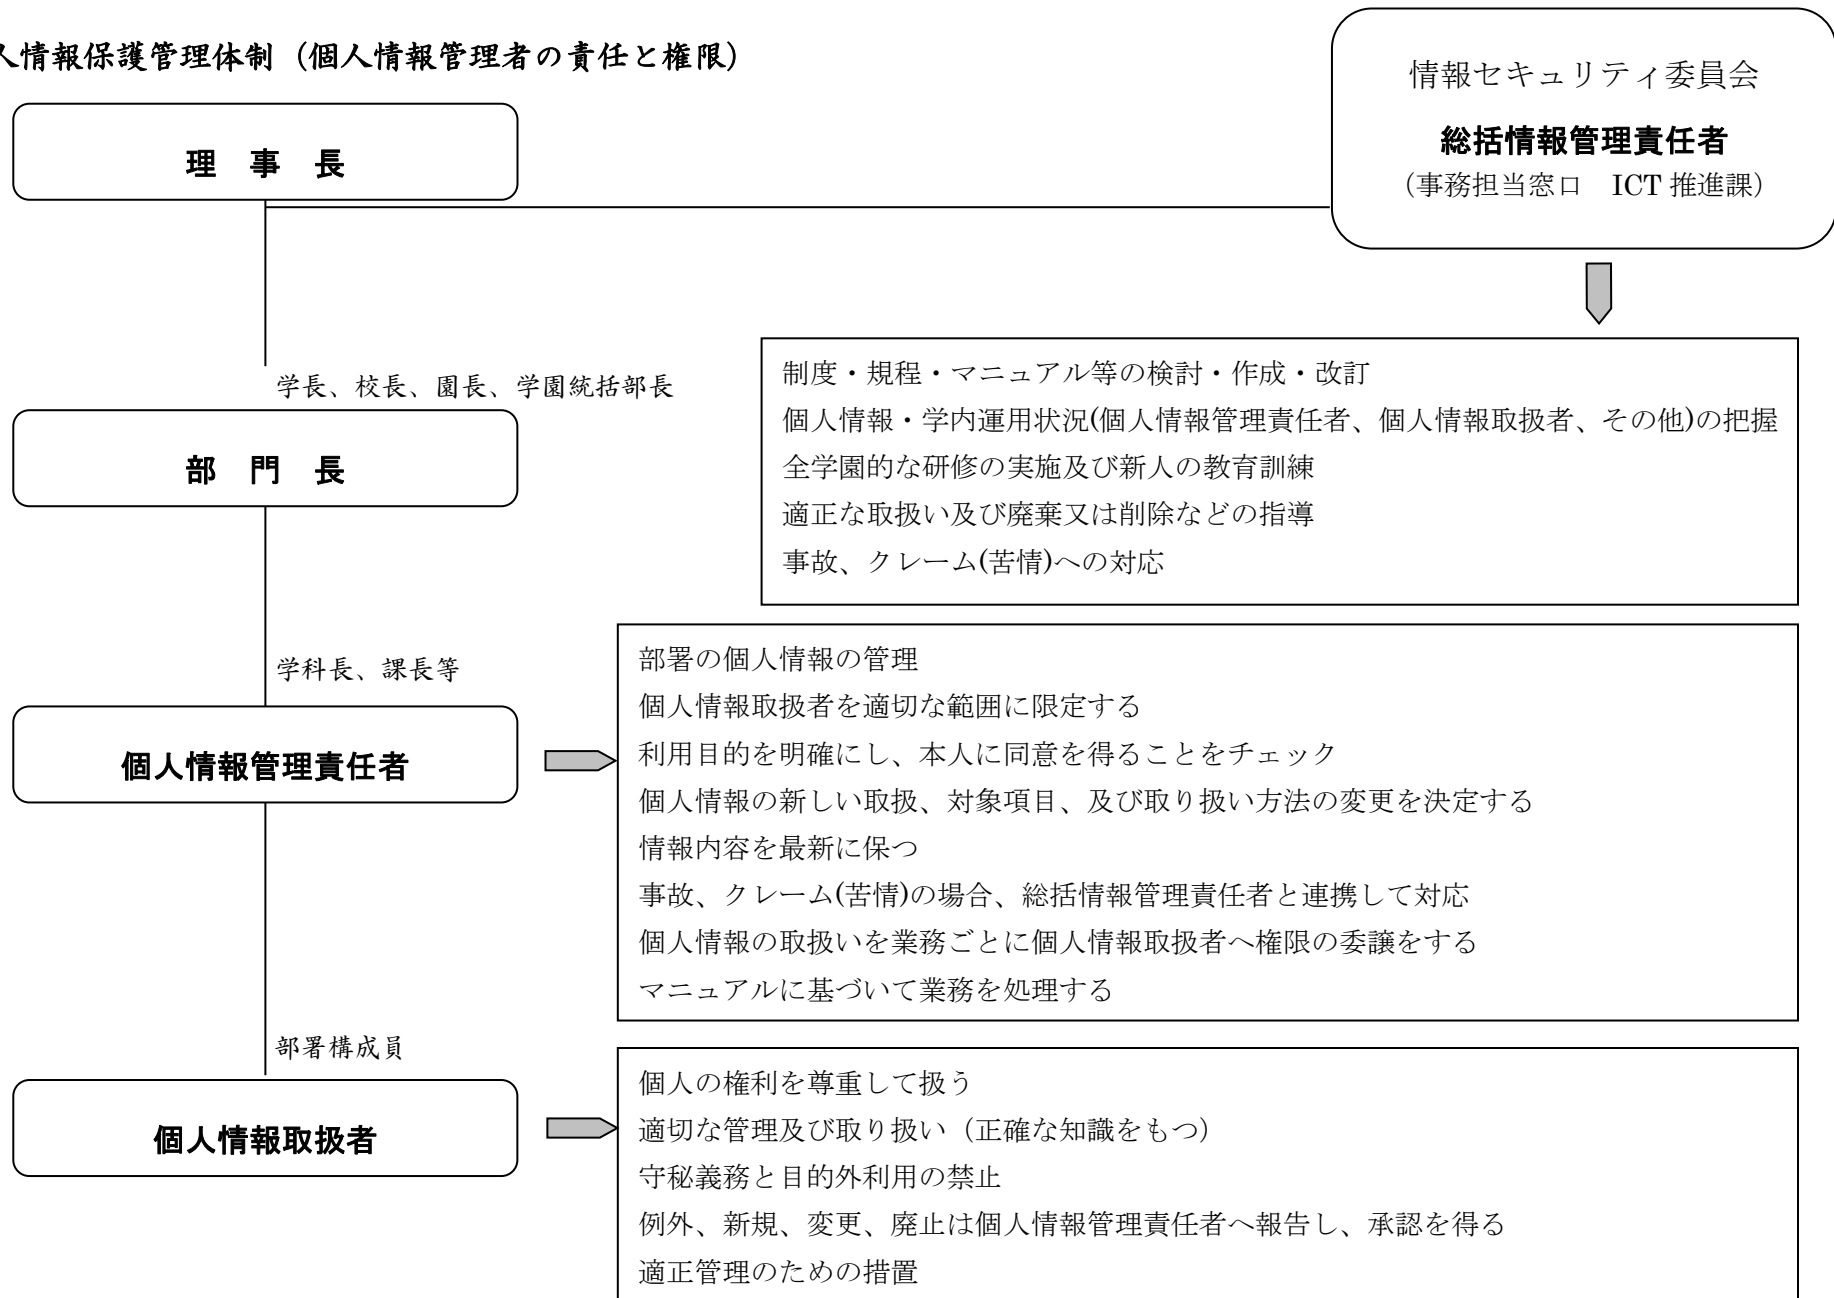 人情報保護管理体制（個人情報管理者の責任と権限）
情報セキュリティ委員会
総括情報管理責任者
（事務担当窓口　ICT 推進課）
理　事　長
学長、校長、園長、学園統括部長
部　門　長
制度・規程・マニュアル等の検討・作成・改訂
個人情報・学内運用状況(個人情報管理責任者、個人情報取扱者、その他)の把握
全学園的な研修の実施及び新人の教育訓練
適正な取扱い及び廃棄又は削除などの指導
事故、クレーム(苦情)への対応
学科長、課長等
個人情報管理責任者
部署の個人情報の管理
個人情報取扱者を適切な範囲に限定する
利用目的を明確にし、本人に同意を得ることをチェック
個人情報の新しい取扱、対象項目、及び取り扱い方法の変更を決定する
情報内容を最新に保つ
事故、クレーム(苦情)の場合、総括情報管理責任者と連携して対応
個人情報の取扱いを業務ごとに個人情報取扱者へ権限の委譲をする
マニュアルに基づいて業務を処理する
部署構成員
個人情報取扱者
個人の権利を尊重して扱う
適切な管理及び取り扱い（正確な知識をもつ）
守秘義務と目的外利用の禁止
例外、新規、変更、廃止は個人情報管理責任者へ報告し、承認を得る
適正管理のための措置